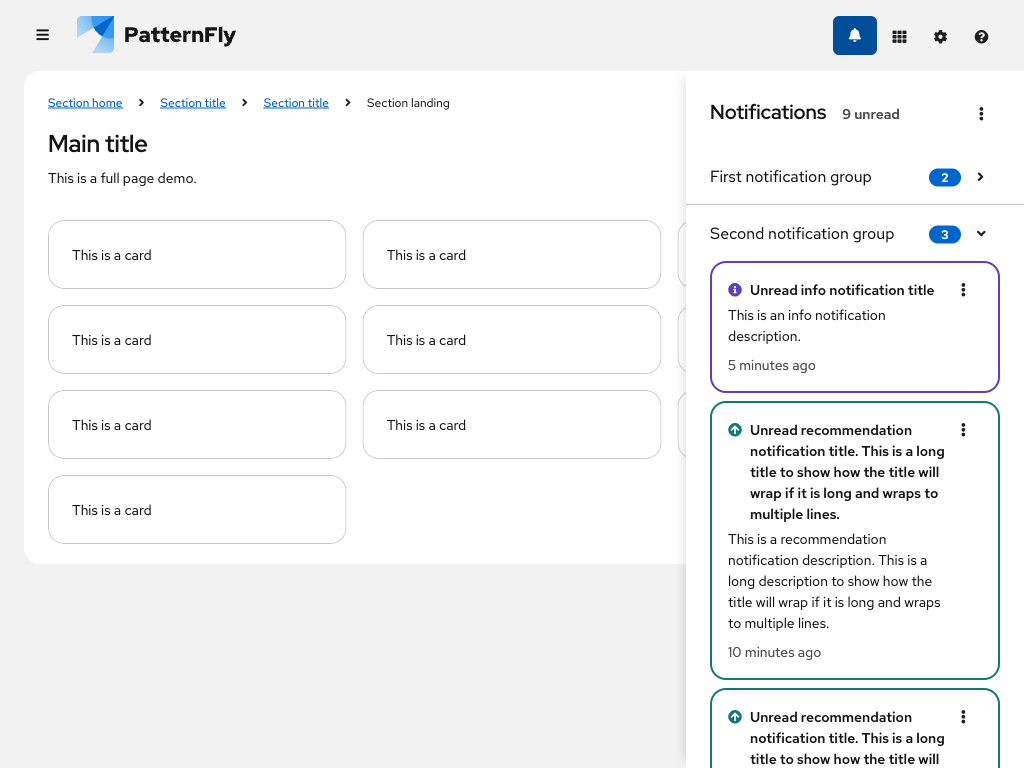 PatternFly
Section home
Section title
Section title
Section landing
Main title
This is a full page demo.
This is a card
This is a card
This is a card
This is a card
This is a card
This is a card
This is a card
Notifications
9 unread
First notification group
2
Second notification group
3
Unread info notification title
This is an info notification
description.
5 minutes ago
Unread recommendation
notification title. This is a long
title to show how the title will
wrap if it is long and wraps to
multiple lines.
This is a recommendation
notification description. This is a
long description to show how the
title will wrap if it is long and wraps
to multiple lines.
10 minutes ago
Unread recommendation
notification title. This is a long
title to show how the title will